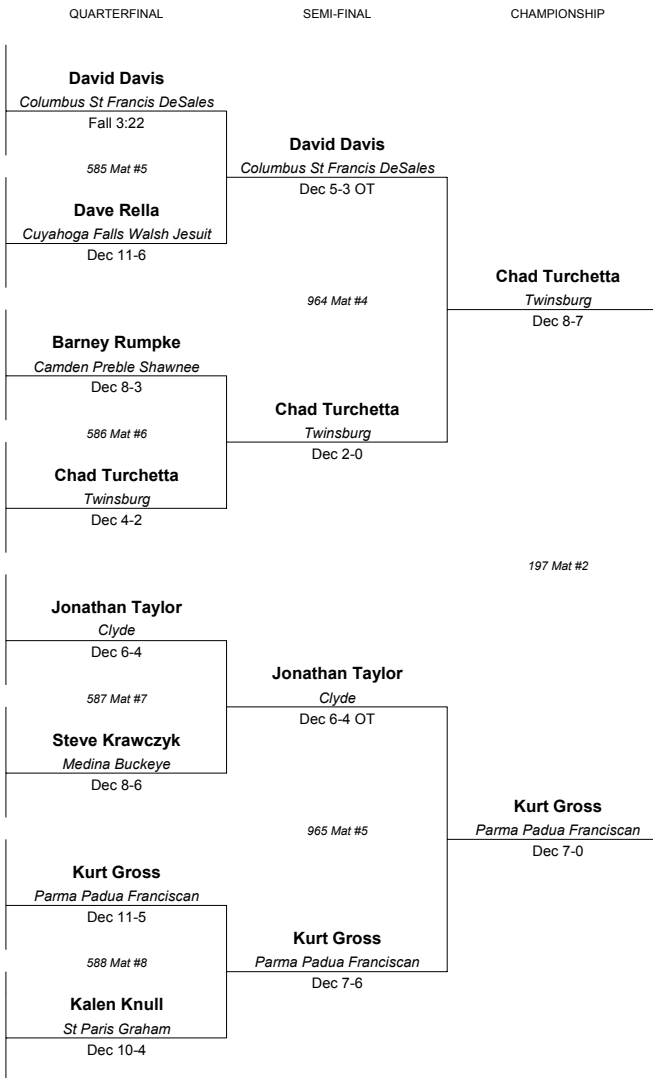 QUARTERFINAL
SEMI-FINAL
CHAMPIONSHIP
David Davis
Columbus St Francis DeSales
Fall 3:22
585 Mat #5
Dave Rella
Cuyahoga Falls Walsh Jesuit
Dec 11-6
Barney Rumpke
Camden Preble Shawnee
Dec 8-3
586 Mat #6
Chad Turchetta
Twinsburg
Dec 4-2
Jonathan Taylor
Clyde
Dec 6-4
587 Mat #7
Steve Krawczyk
Medina Buckeye
Dec 8-6
Kurt Gross
Parma Padua Franciscan
Dec 11-5
588 Mat #8
Kalen Knull
St Paris Graham
Dec 10-4
David Davis
Columbus St Francis DeSales
Dec 5-3 OT
964 Mat #4
Chad Turchetta
Twinsburg
Dec 2-0
Jonathan Taylor
Clyde
Dec 6-4 OT
965 Mat #5
Kurt Gross
Parma Padua Franciscan
Dec 7-6
Chad Turchetta
Twinsburg
Dec 8-7
197 Mat #2
Kurt Gross
Parma Padua Franciscan
Dec 7-0